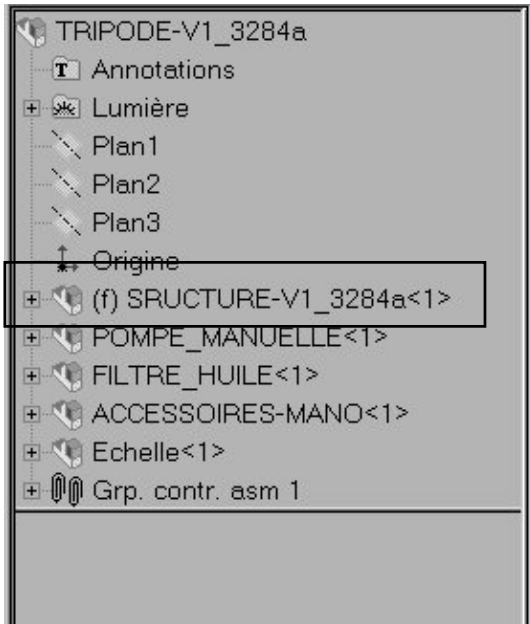 TRIPODE-V1_3284a
Annotations
Lumière
Plan1
Plan2
Plan3
Origine
(f) SRUCTURE-V1_3284a<1>
POMPE_MANUELLE<1>
FILTRE_HUILE<1>
ACCESSOIRES-MANO<1>
Echelle<1>
Grp. contr. asm 1